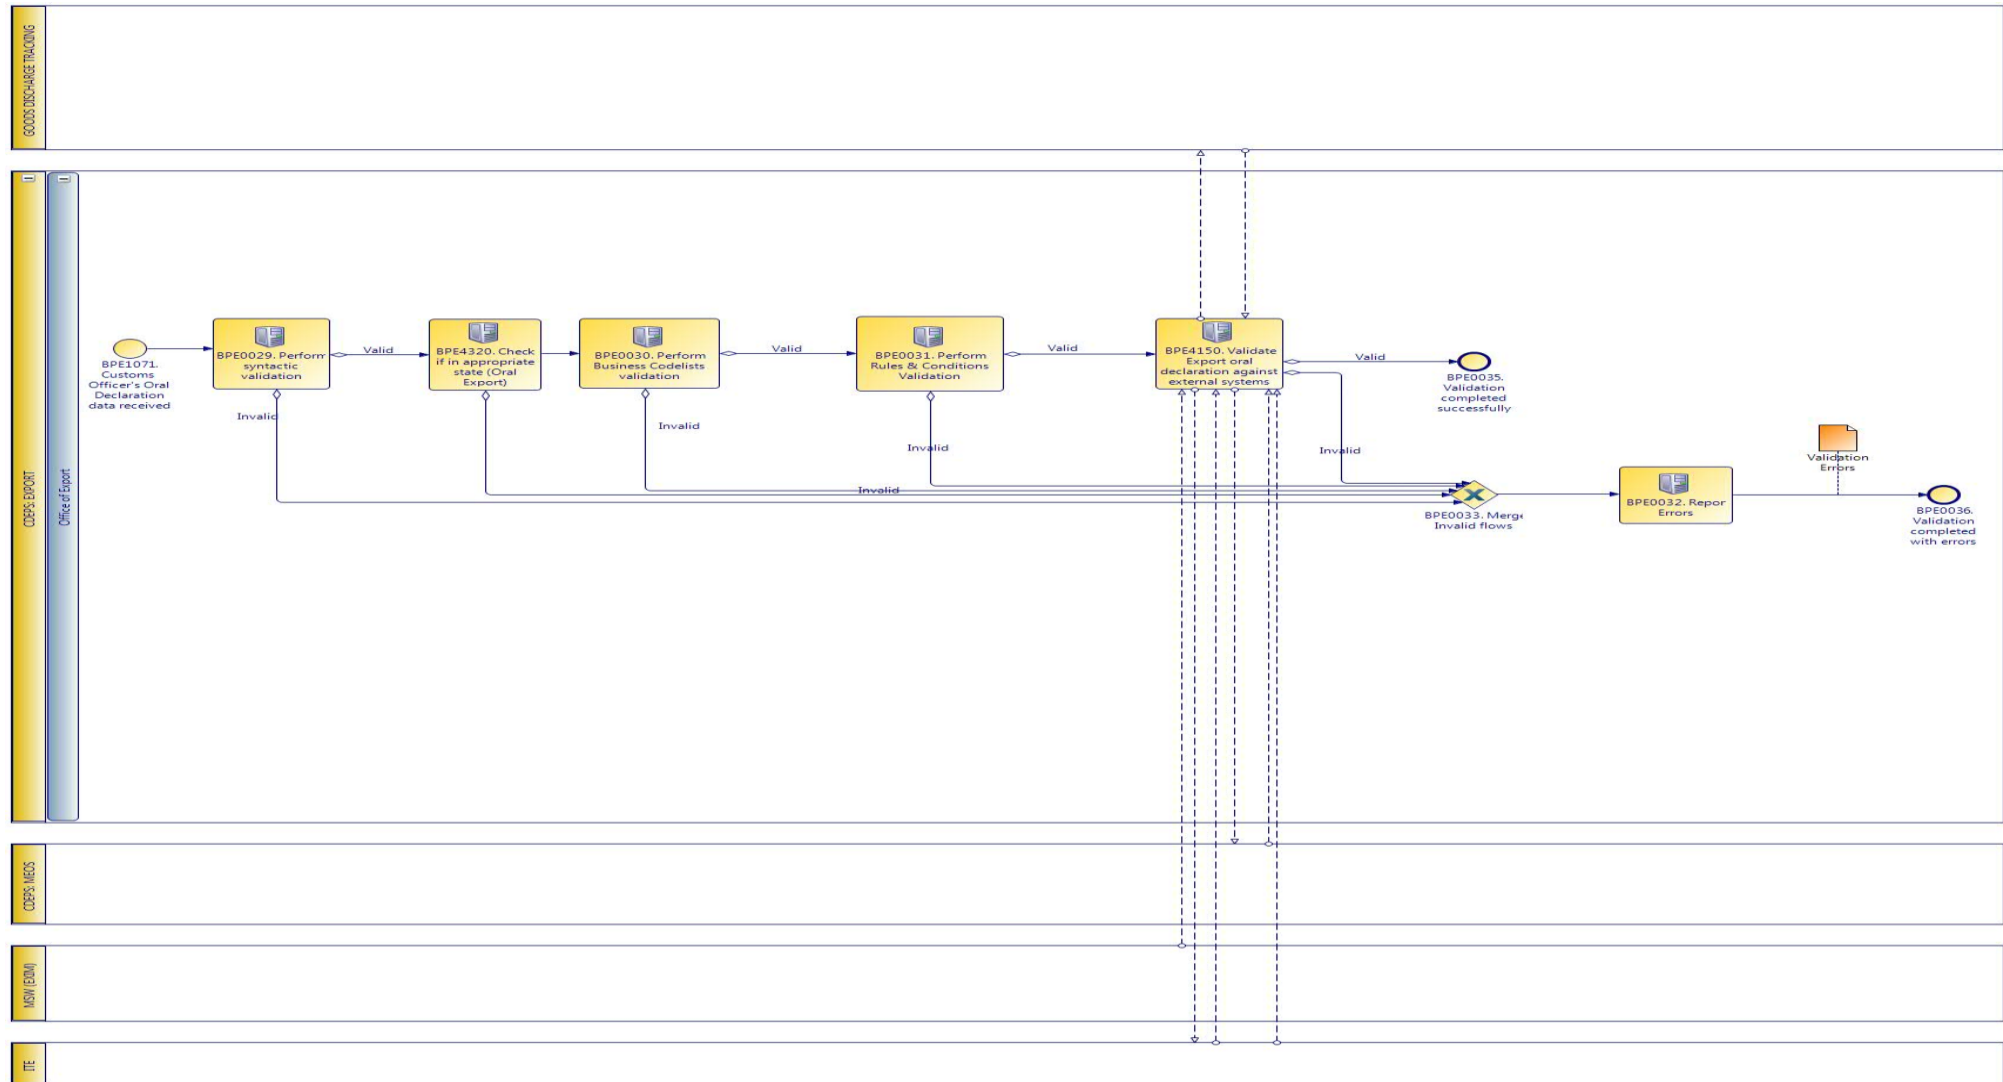 GOODS DISCHARGE TRACKING
CDEPS: EXPORT
Office of Export
BPE1071.
Customs
Officer's Oral
Declaration
data received
BPE0029. Perform
syntactic
validation
Valid
Invalid
BPE4320. Check
if in appropriate
state (Oral
Export)
BPE0030. Perform
Business Codelists
validation
Valid
Invalid
Invalid
BPE0031. Perform
Rules & Conditions
Validation
Valid
Invalid
BPE4150. Validate
Export oral
declaration against
external systems
Valid
Invalid
BPE0035.
Validation
completed
successfully
BPE0033. Merge
Invalid flows
BPE0032. Repor
Errors
Validation
Errors
BPE0036.
Validation
completed
with errors
CDEPS: MEOS
MSW (EXIM)
ITE